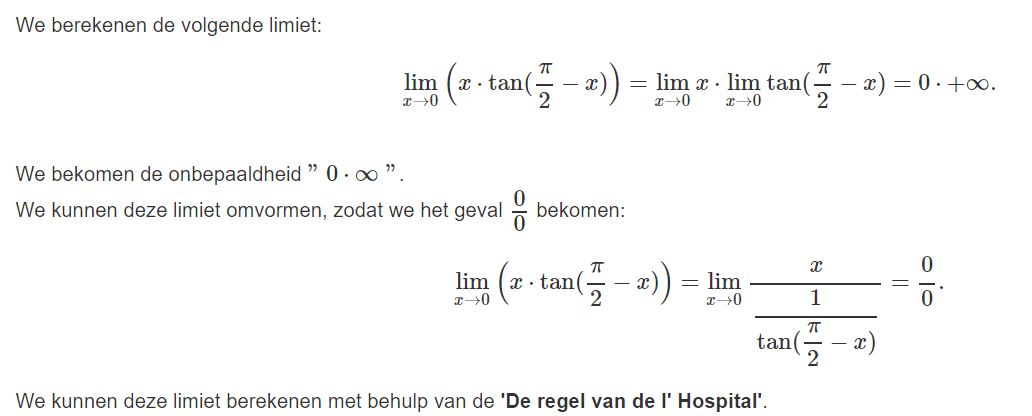 We berekenen de volgende limiet:
$\lim_{x \to 0} \left( x \cdot \tan(\frac{\pi}{2} - x) \right) = \lim_{x \to 0} x \cdot \lim_{x \to 0} \tan(\frac{\pi}{2} - x) = 0 \cdot +\infty.$
We bekomen de onbepaaldheid ” $0 \cdot \infty$ ”.
We kunnen deze limiet omvormen, zodat we het geval $\frac{0}{0}$ bekomen:
$\lim_{x \to 0} \left( x \cdot \tan(\frac{\pi}{2} - x) \right) = \lim_{x \to 0} \frac{x}{\frac{1}{\tan(\frac{\pi}{2} - x)}} = \frac{0}{0}.$
We kunnen deze limiet berekenen met behulp van de 'De regel van de l' Hospital'.